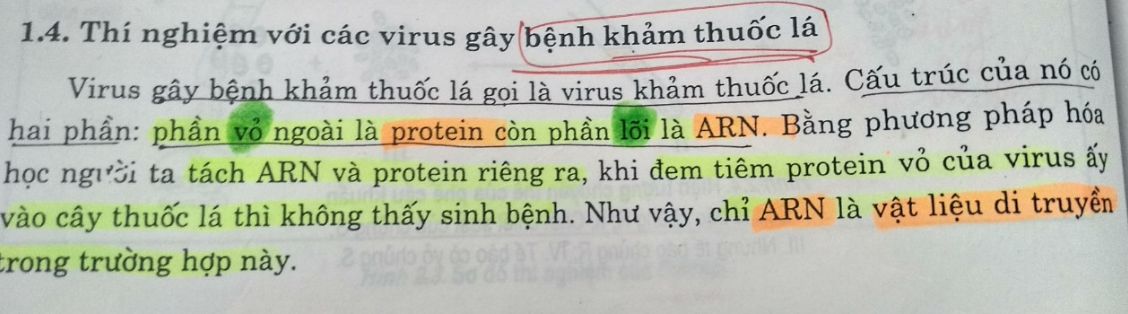 1.4. Thí nghiệm với các virus gây bệnh khảm thuốc lá
Virus gây bệnh khảm thuốc lá gọi là virus khảm thuốc lá. Cấu trúc của nó có
hai phần: phần vỏ ngoài là protein còn phần lõi là ARN. Bằng phương pháp hóa
học người ta tách ARN và protein riêng ra, khi đem tiêm protein vỏ của virus ấy
vào cây thuốc lá thì không thấy sinh bệnh. Như vậy, chỉ ARN là vật liệu di truyền
trong trường hợp này.